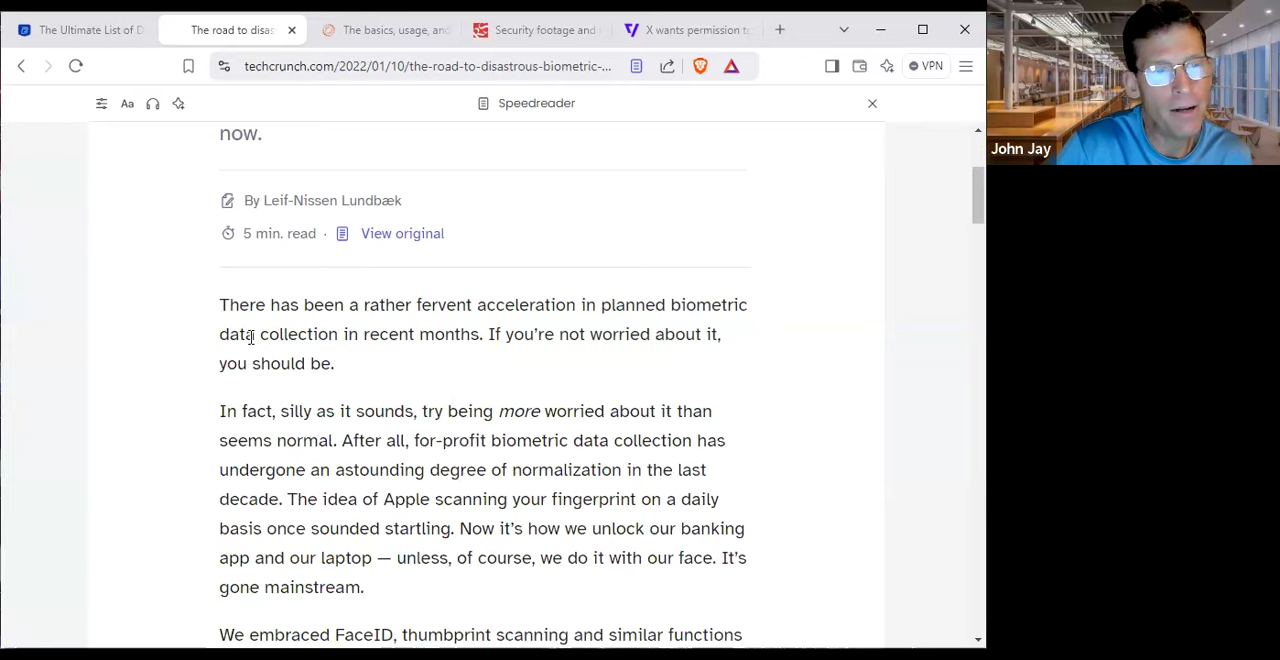 The Ultimate List of D
The road to disas
The basics, usage, and
Security footage and
X wants permission to
techcrunch.com/2022/01/10/the-road-to-disastrous-biometric-...
VPN
Aa
Speedreader
John Jay
now.
By Leif-Nissen Lundbæk
5 min. read · View original
There has been a rather fervent acceleration in planned biometric
data collection in recent months. If you’re not worried about it,
you should be.
In fact, silly as it sounds, try being more worried about it than
seems normal. After all, for-profit biometric data collection has
undergone an astounding degree of normalization in the last
decade. The idea of Apple scanning your fingerprint on a daily
basis once sounded startling. Now it’s how we unlock our banking
app and our laptop — unless, of course, we do it with our face. It’s
gone mainstream.
We embraced FaceID, thumbprint scanning and similar functions